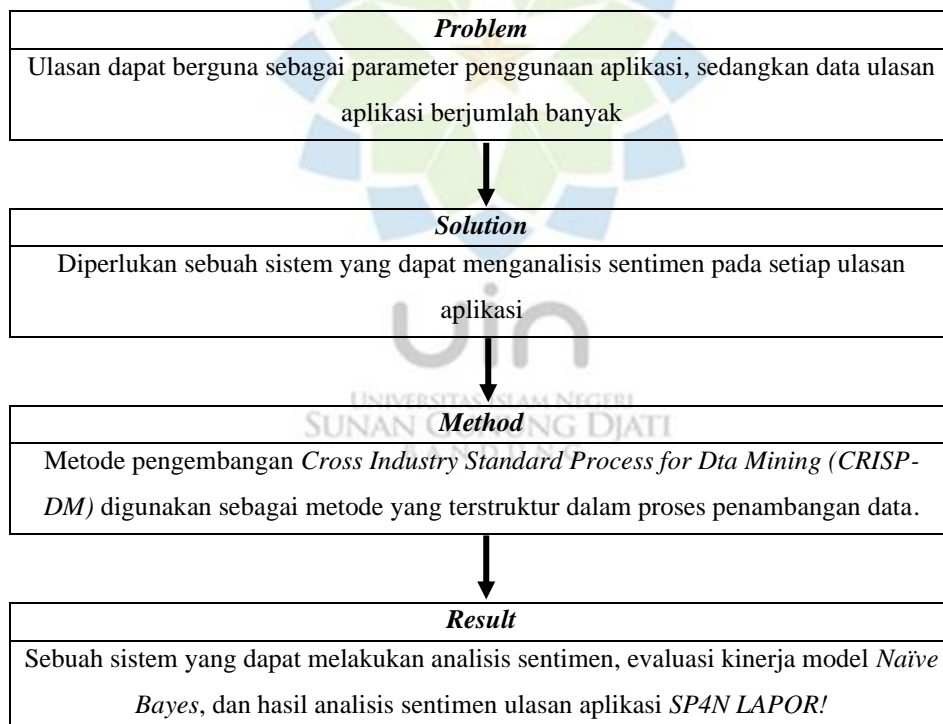 Problem
Ulasan dapat berguna sebagai parameter penggunaan aplikasi, sedangkan data ulasan
aplikasi berjumlah banyak
Solution
Diperlukan sebuah sistem yang dapat menganalisis sentimen pada setiap ulasan
aplikasi
uin
UNIVERSITAS ISLAM NEGERI
SUNAN GUNUNG DJATI
BANDUNG
Method
Metode pengembangan Cross Industry Standard Process for Dta Mining (CRISP-
DM) digunakan sebagai metode yang terstruktur dalam proses penambangan data.
Result
Sebuah sistem yang dapat melakukan analisis sentimen, evaluasi kinerja model Naïve
Bayes, dan hasil analisis sentimen ulasan aplikasi SP4N LAPOR!